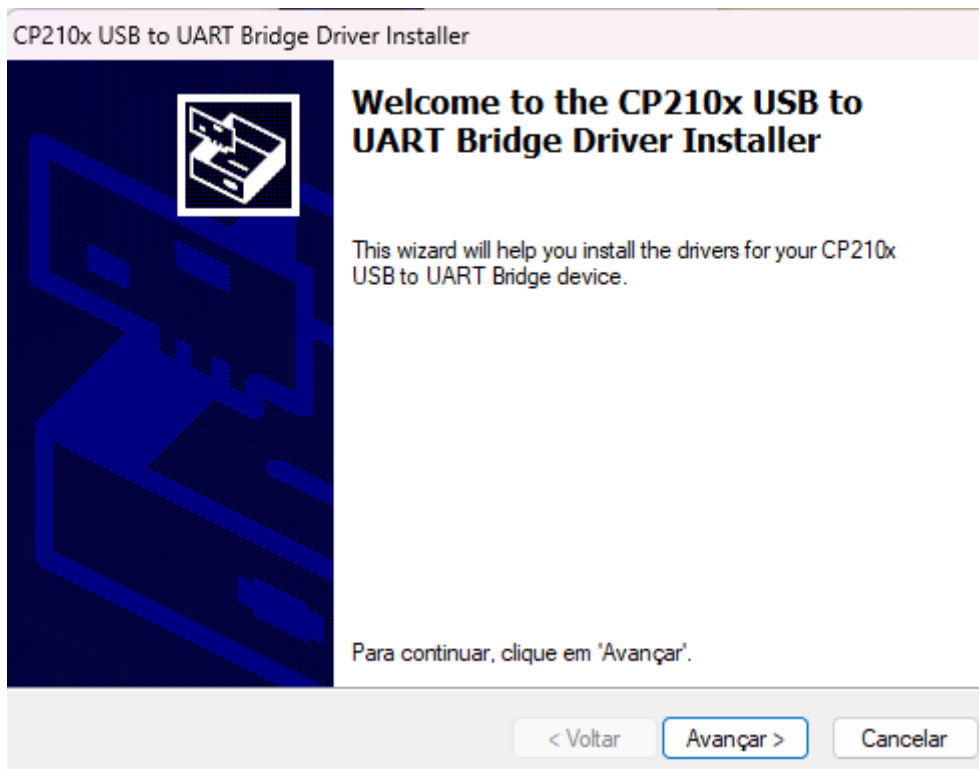 CP210x USB to UART Bridge Driver Installer
Welcome to the CP210x USB to
UART Bridge Driver Installer
This wizard will help you install the drivers for your CP210x
USB to UART Bridge device.
Para continuar, clique em 'Avançar'.
< Voltar
Avançar >
Cancelar